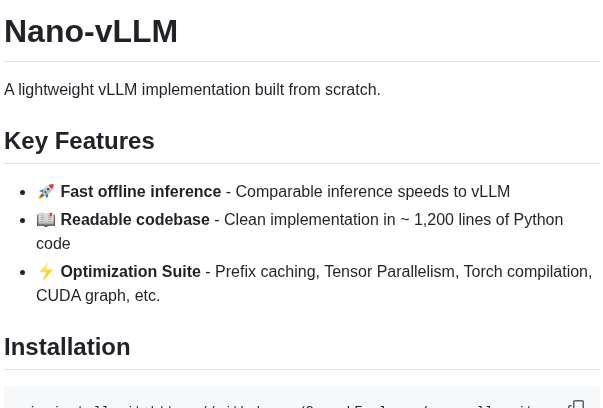 Nano-vLLM
A lightweight vLLM implementation built from scratch.
Key Features
• 🚀 Fast offline inference - Comparable inference speeds to vLLM
• 📖 Readable codebase - Clean implementation in ~ 1,200 lines of Python
code
• ⚡ Optimization Suite - Prefix caching, Tensor Parallelism, Torch compilation,
CUDA graph, etc.
Installation